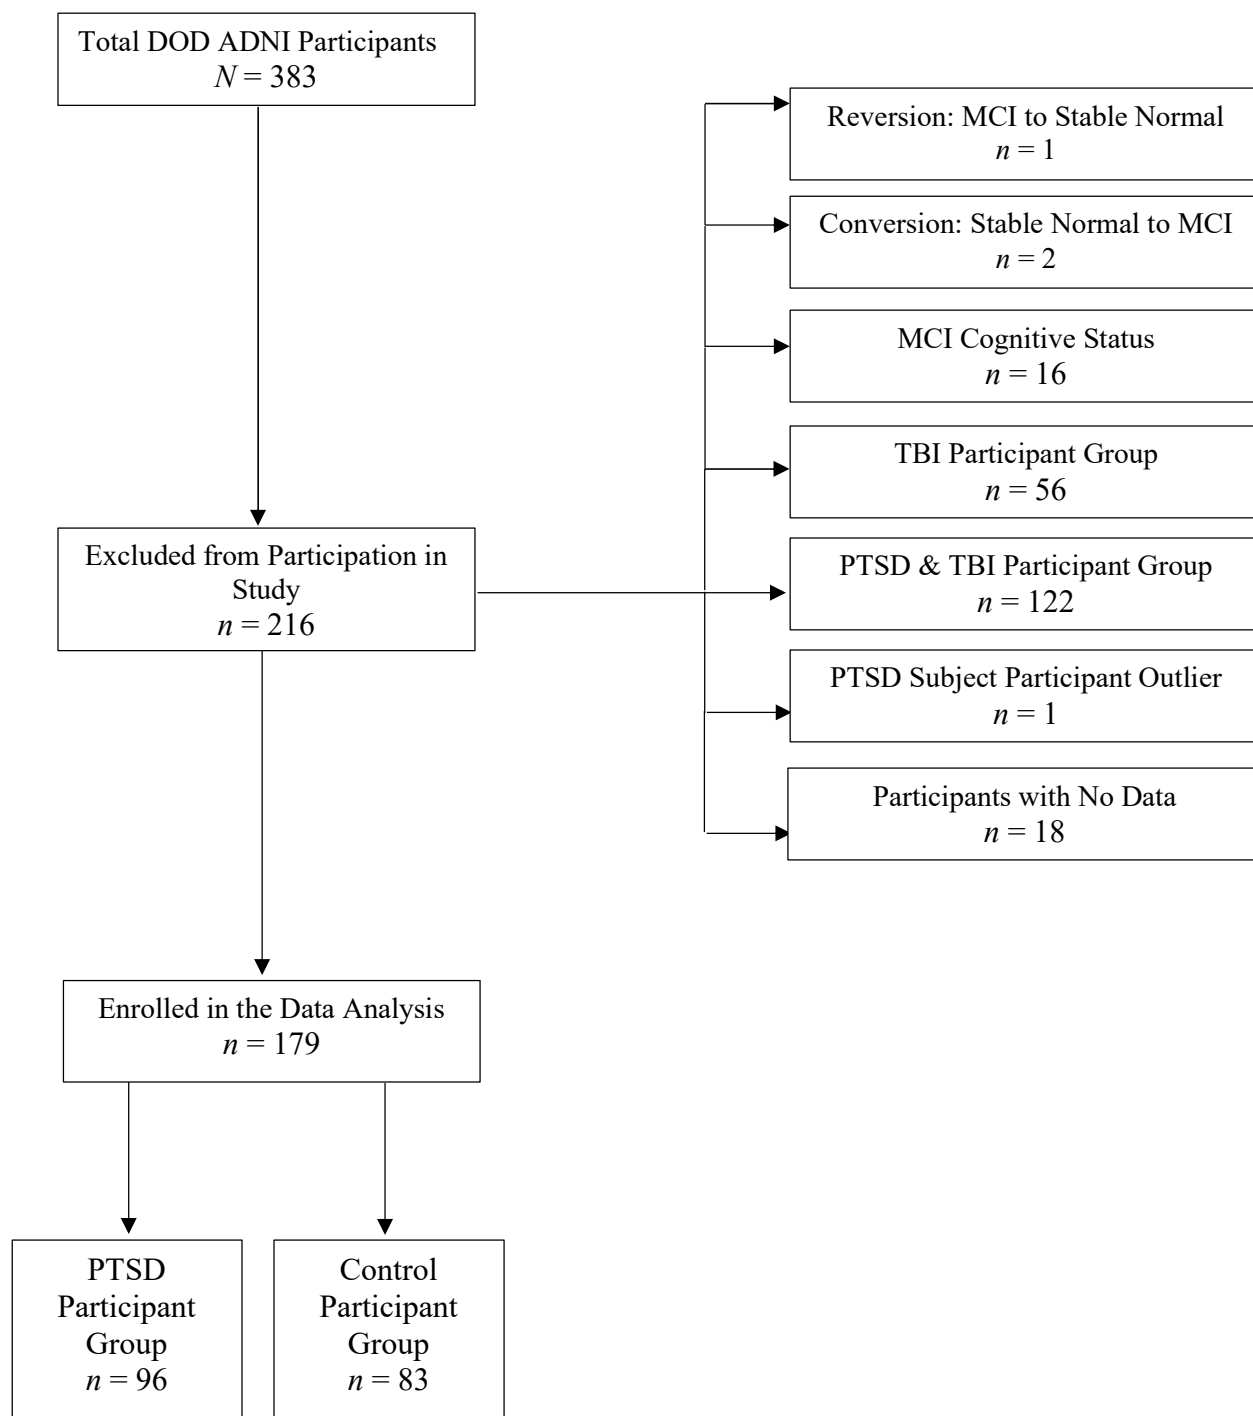 Total DOD ADNI Participants
N = 383
Reversion: MCI to Stable Normal
n = 1
Conversion: Stable Normal to MCI
n = 2
MCI Cognitive Status
n = 16
TBI Participant Group
n = 56
Excluded from Participation in
Study
n = 216
PTSD & TBI Participant Group
n = 122
PTSD Subject Participant Outlier
n = 1
Participants with No Data
n = 18
Enrolled in the Data Analysis
n = 179
PTSD
Participant
Group
n = 96
Control
Participant
Group
n = 83